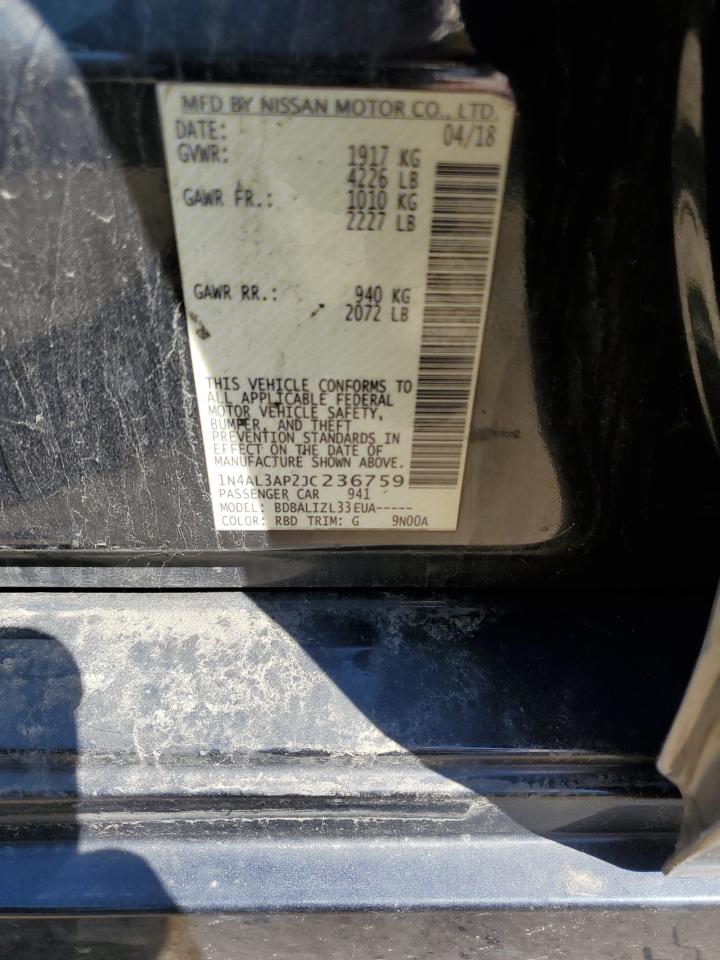 MFD BY NISSAN MOTOR CO., LTD.
DATE: 04/18
GVWR: 1917 KG
4226 LB
GAWR FR.: 1010 KG
2227 LB
GAWR RR.: 940 KG
2072 LB
THIS VEHICLE CONFORMS TO
ALL APPLICABLE FEDERAL
MOTOR VEHICLE SAFETY,
BUMPER, AND THEFT
PREVENTION STANDARDS IN
EFFECT ON THE DATE OF
MANUFACTURE SHOWN ABOVE.
1N4AL3AP2JC236759
PASSENGER CAR 941
MODEL: BDBALIZL33EUA-----
COLOR: RBD TRIM: G 9N00A